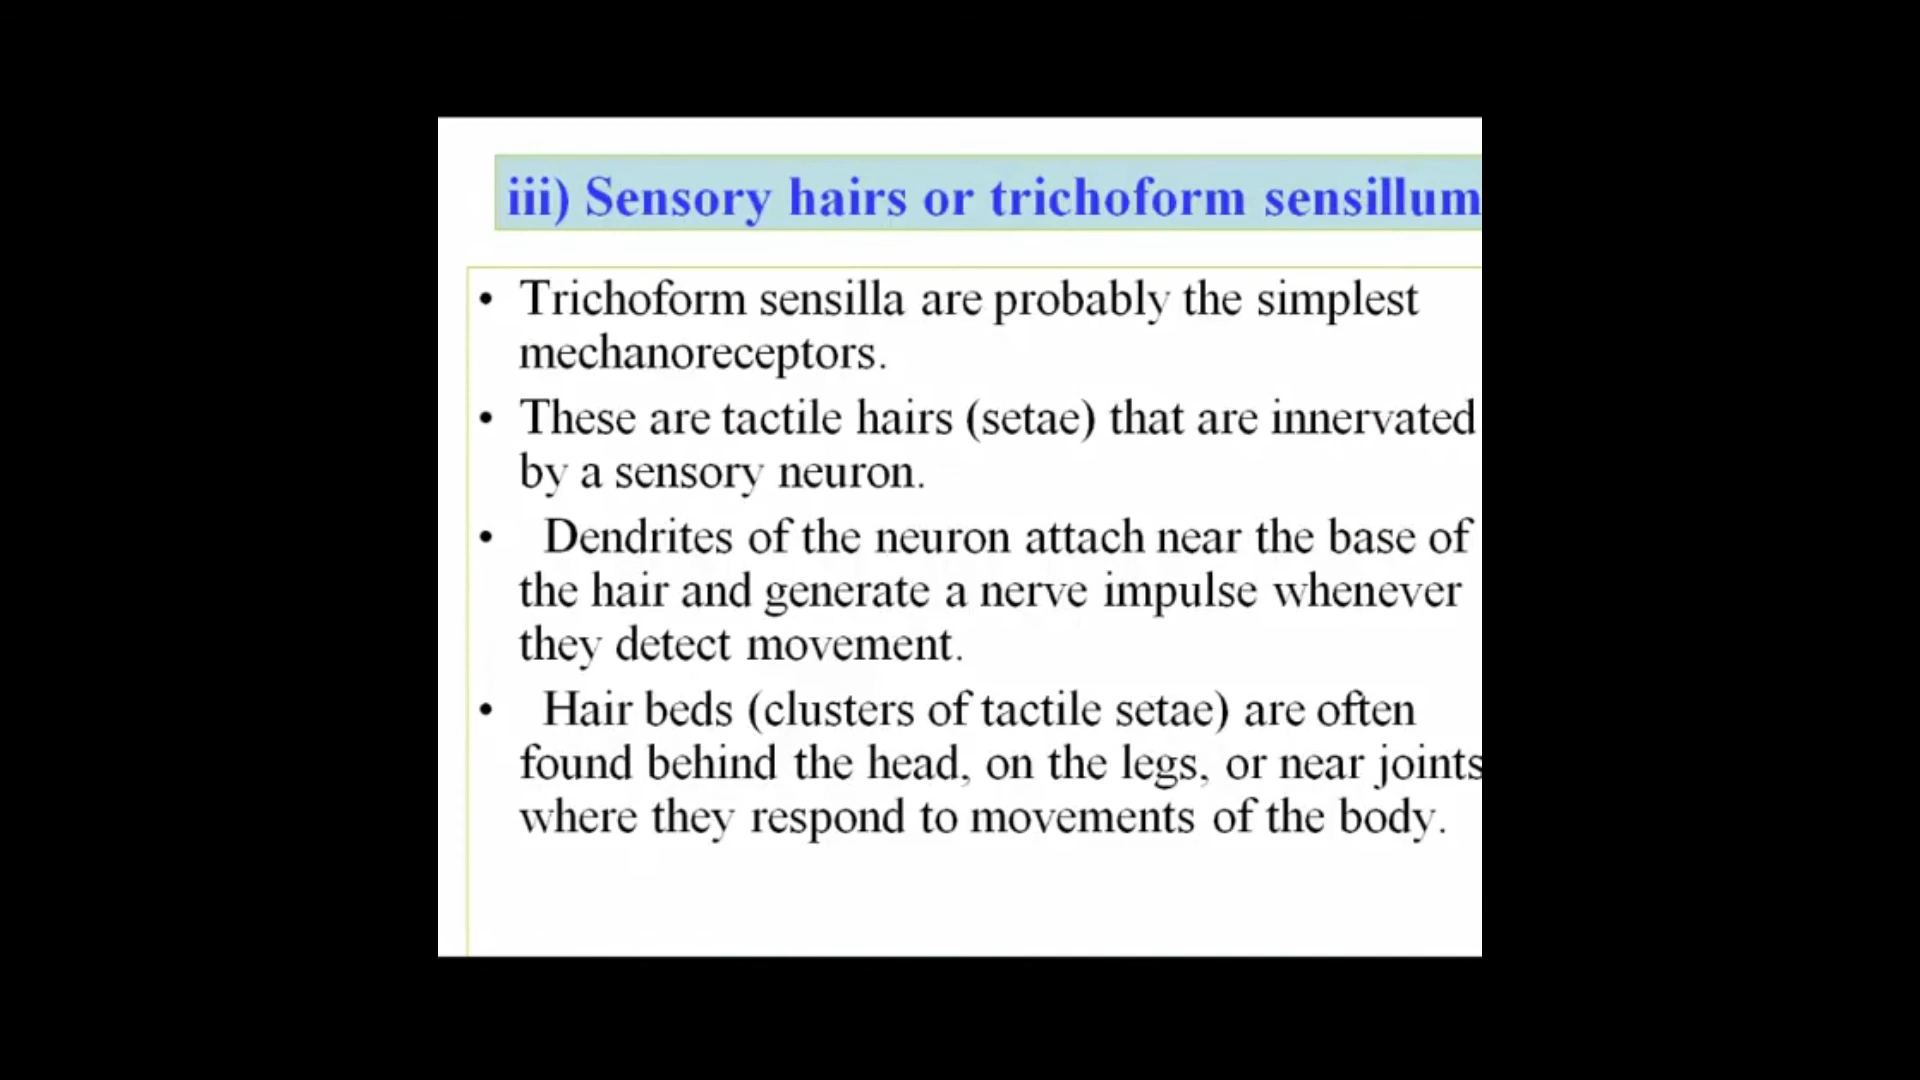 iii) Sensory hairs or trichoform sensillum
• Trichoform sensilla are probably the simplest
mechanoreceptors.
• These are tactile hairs (setae) that are innervated
by a sensory neuron.
• Dendrites of the neuron attach near the base of
the hair and generate a nerve impulse whenever
they detect movement.
• Hair beds (clusters of tactile setae) are often
found behind the head, on the legs, or near joints
where they respond to movements of the body.